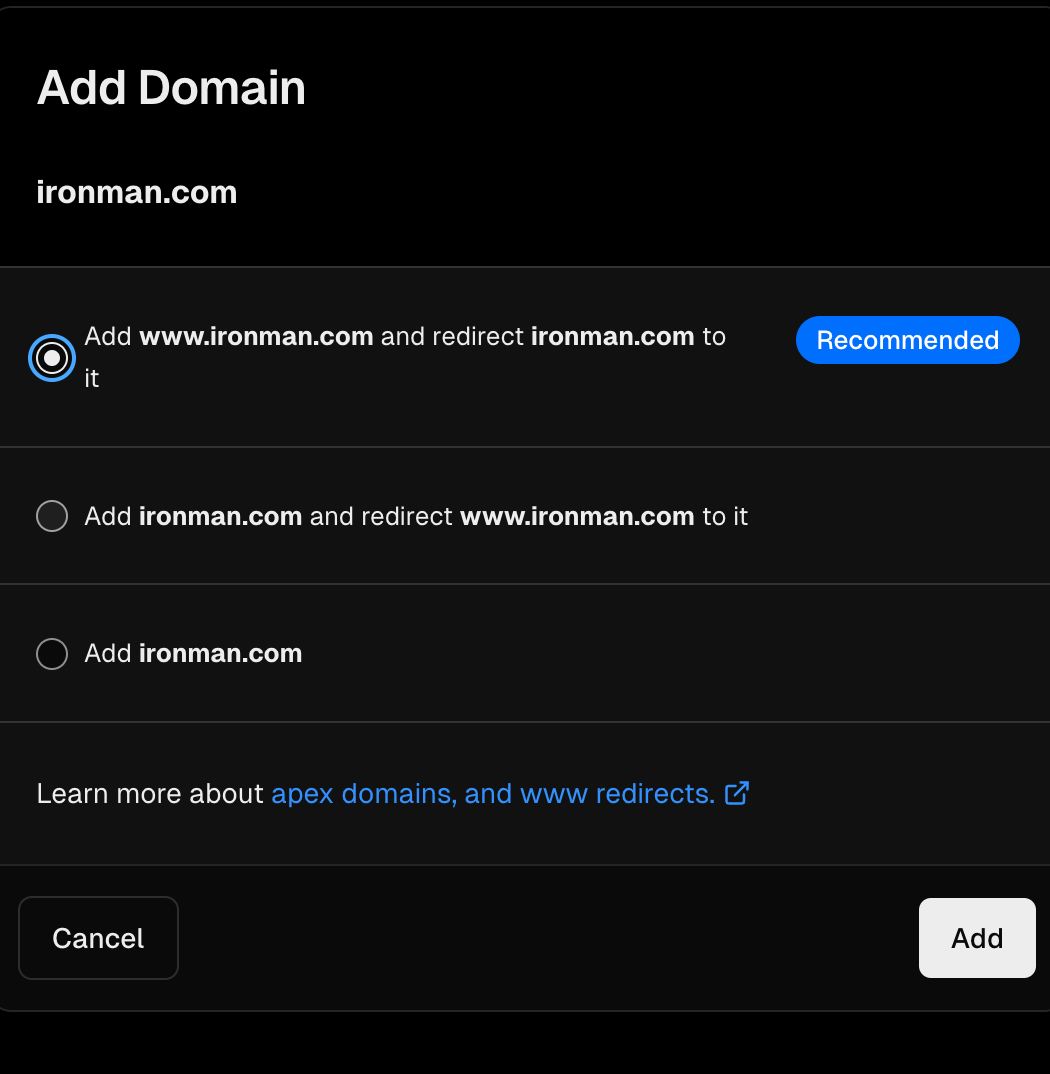 Add Domain
ironman.com
Add www.ironman.com and redirect ironman.com to
it
Recommended
Add ironman.com and redirect www.ironman.com to it
Add ironman.com
Learn more about apex domains, and www redirects.
Cancel
Add